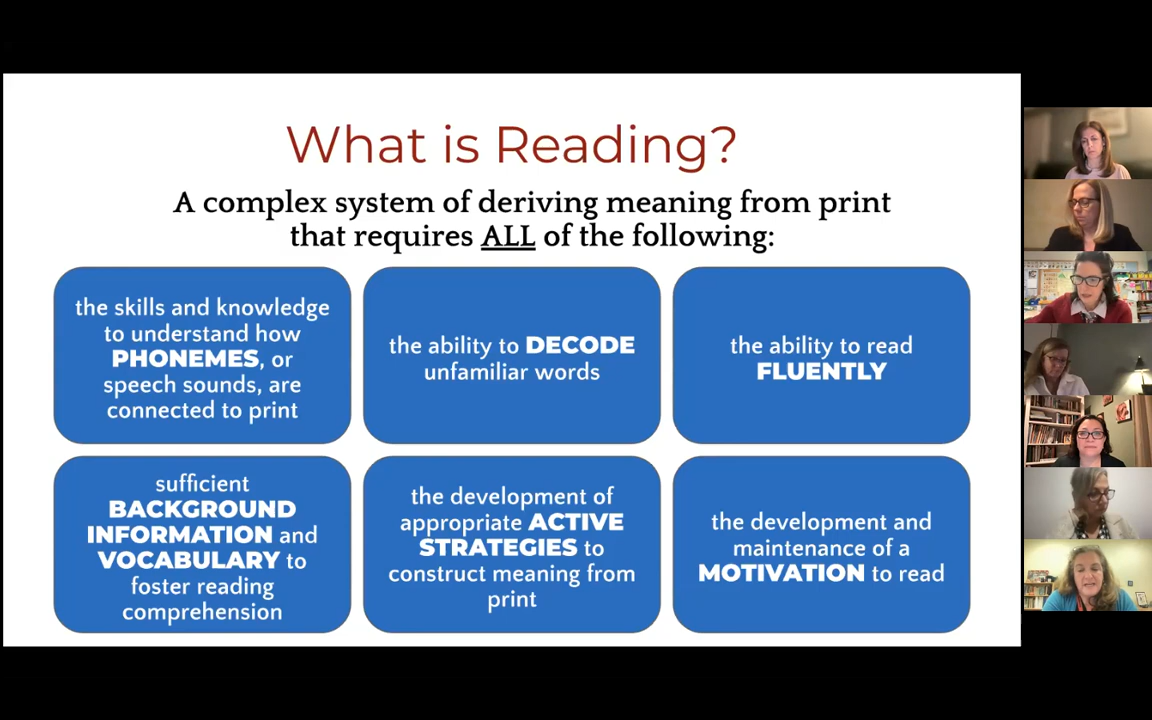 What is Reading?
A complex system of deriving meaning from print
that requires ALL of the following:
the skills and knowledge
to understand how
PHONEMES, or
speech sounds, are
connected to print
the ability to DECODE
unfamiliar words
the ability to read
FLUENTLY
sufficient
BACKGROUND
INFORMATION and
VOCABULARY to
foster reading
comprehension
the development of
appropriate ACTIVE
STRATEGIES to
construct meaning from
print
the development and
maintenance of a
MOTIVATION to read